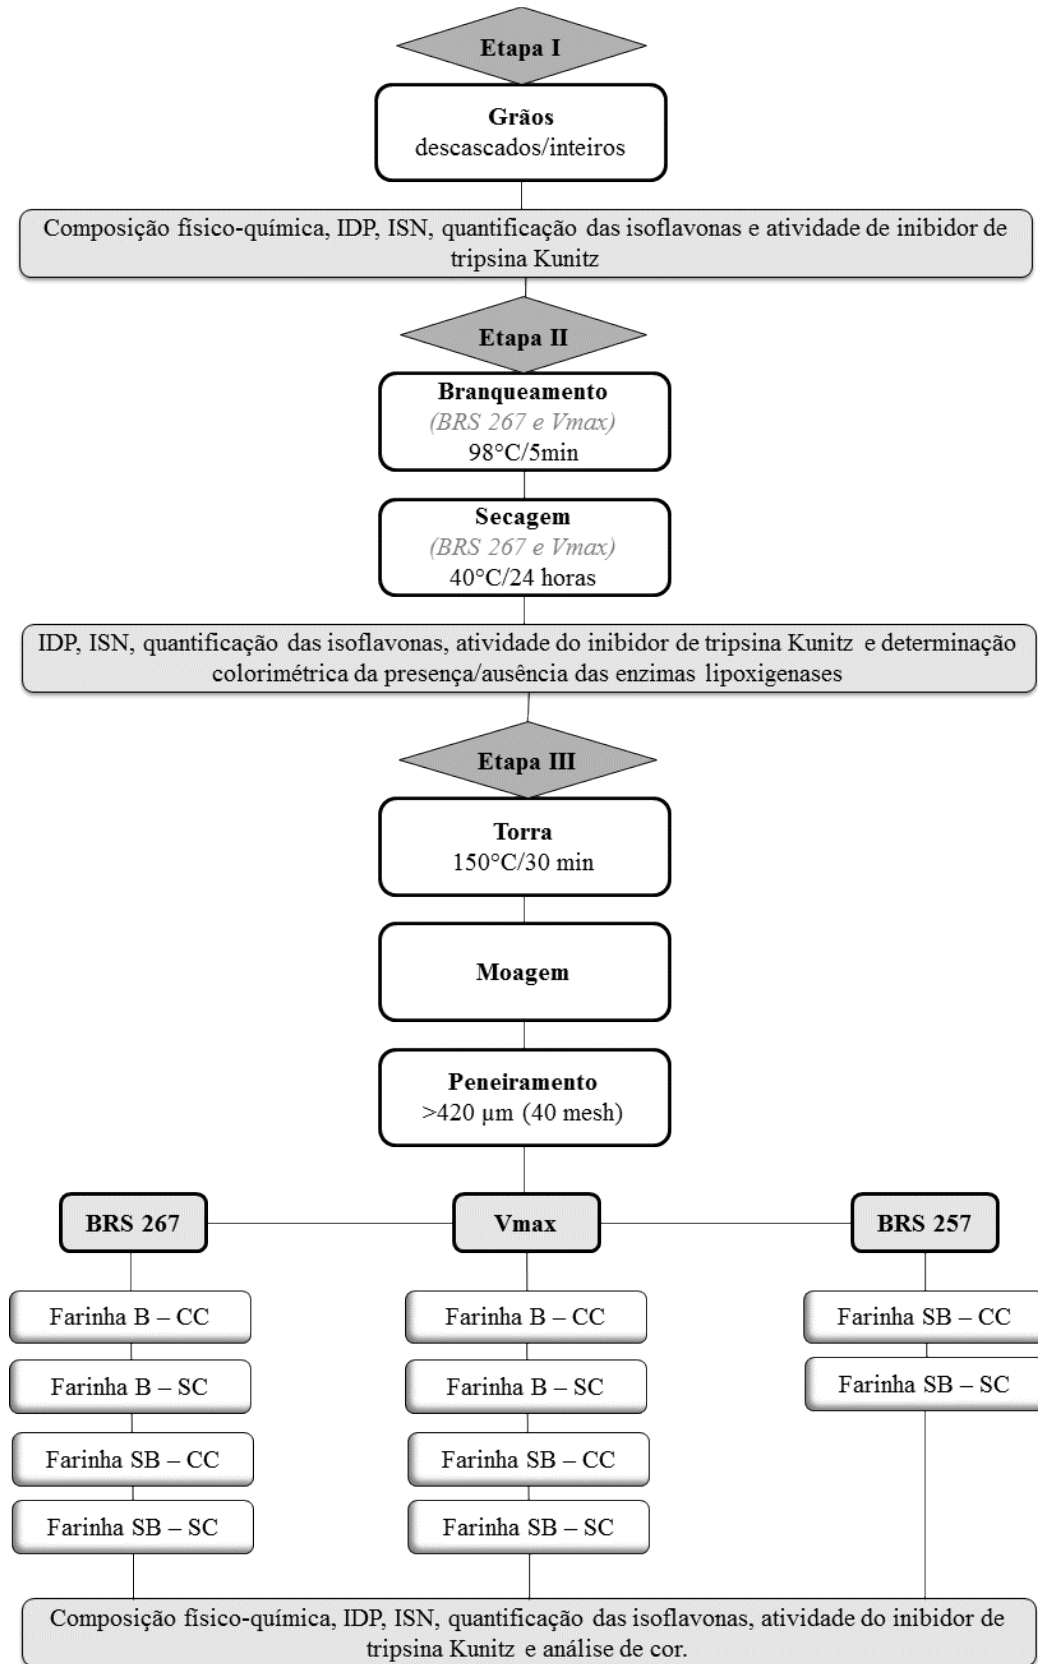 Etapa I
Grãos
descascados/inteiros
Composição físico-química, IDP, ISN, quantificação das isoflavonas e atividade de inibidor de
tripsina Kunitz
Etapa II
Branqueamento
(BRS 267 e Vmax)
98°C/5min
Secagem
(BRS 267 e Vmax)
40°C/24 horas
IDP, ISN, quantificação das isoflavonas, atividade do inibidor de tripsina Kunitz e determinação
colorimétrica da presença/ausência das enzimas lipoxigenases
Etapa III
Torra
150°C/30 min
Moagem
Peneiramento
>420 µm (40 mesh)
BRS 267
Vmax
BRS 257
Farinha B – CC
Farinha B – CC
Farinha SB – CC
Farinha B – SC
Farinha B – SC
Farinha SB – SC
Farinha SB – CC
Farinha SB – CC
Farinha SB – SC
Farinha SB – SC
Composição físico-química, IDP, ISN, quantificação das isoflavonas, atividade do inibidor de
tripsina Kunitz e análise de cor.